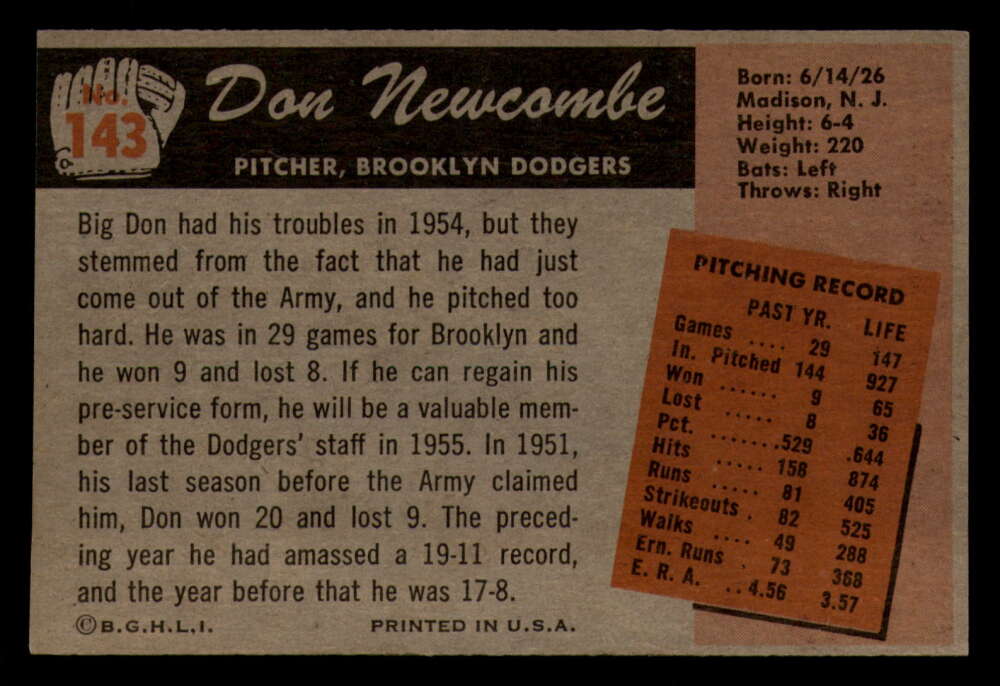 No.
143
Don Newcombe
PITCHER, BROOKLYN DODGERS
Born: 6/14/26
Madison, N. J.
Height: 6-4
Weight: 220
Bats: Left
Throws: Right
Big Don had his troubles in 1954, but they
stemmed from the fact that he had just
come out of the Army, and he pitched too
hard. He was in 29 games for Brooklyn and
he won 9 and lost 8. If he can regain his
pre-service form, he will be a valuable mem-
ber of the Dodgers' staff in 1955. In 1951,
his last season before the Army claimed
him, Don won 20 and lost 9. The preced-
ing year he had amassed a 19-11 record,
and the year before that he was 17-8.
©B.G.H.L.I. PRINTED IN U.S.A.
PITCHING RECORD
PAST YR. LIFE
Games .... 29 147
In. Pitched 144 927
Won ...... 9 65
Lost ..... 8 36
Pct. .......529 .644
Hits ..... 158 874
Runs ..... 81 405
Strikeouts . 82 525
Walks .... 49 288
Ern. Runs . 73 368
E. R. A. ..4.56 3.57